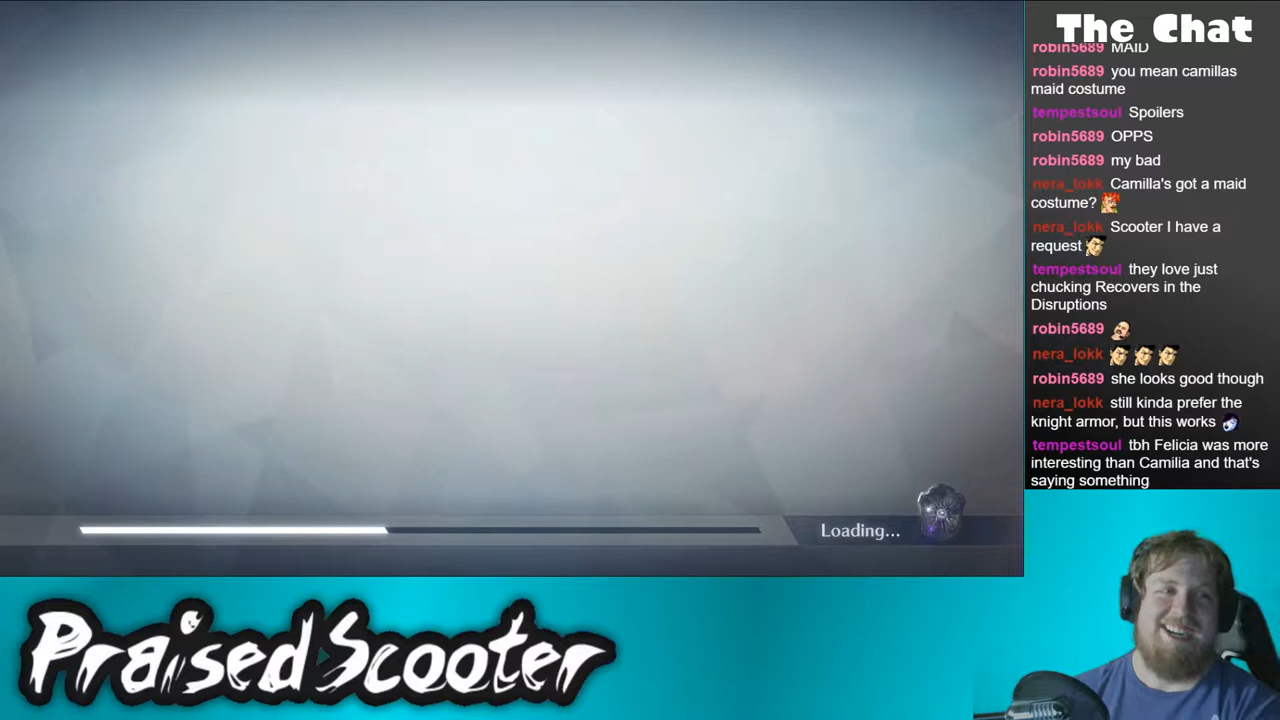 The Chat
robin5689 MAID
robin5689 you mean camillas
maid costume
tempestsoul Spoilers
robin5689 OPPS
robin5689 my bad
nera_lokk Camilla's got a maid
costume?
nera_lokk Scooter I have a
request
tempestsoul they love just
chucking Recovers in the
Disruptions
robin5689
nera_lokk
robin5689 she looks good though
nera_lokk still kinda prefer the
knight armor, but this works
tempestsoul tbh Felicia was more
interesting than Camilia and that's
saying something
Loading...
PraisedScooter